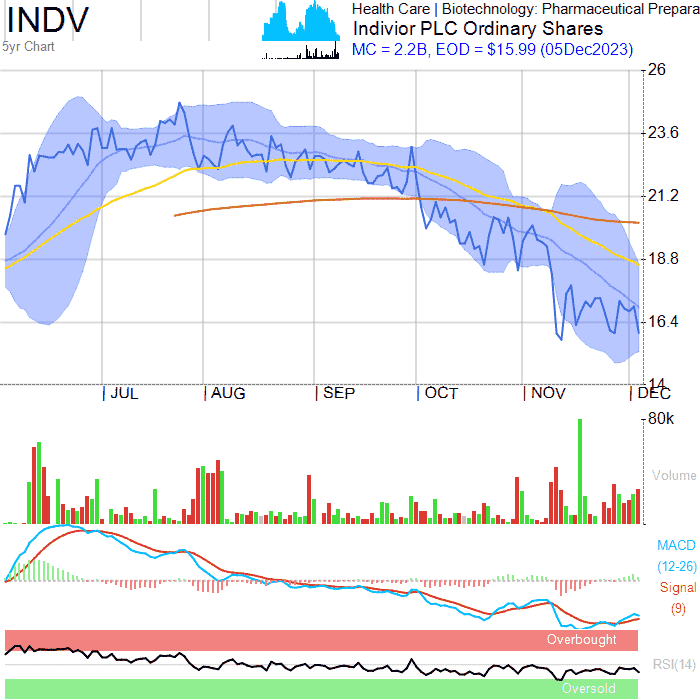 INDV
5yr Chart
Health Care | Biotechnology: Pharmaceutical Prepara
Indivior PLC Ordinary Shares
MC = 2.2B, EOD = $15.99 (05Dec2023)
26
23.6
21.2
18.8
16.4
14
JUL AUG SEP OCT NOV DEC
80k
Volume
MACD
(12-26)
Signal
(9)
Overbought
RSI(14)
Oversold